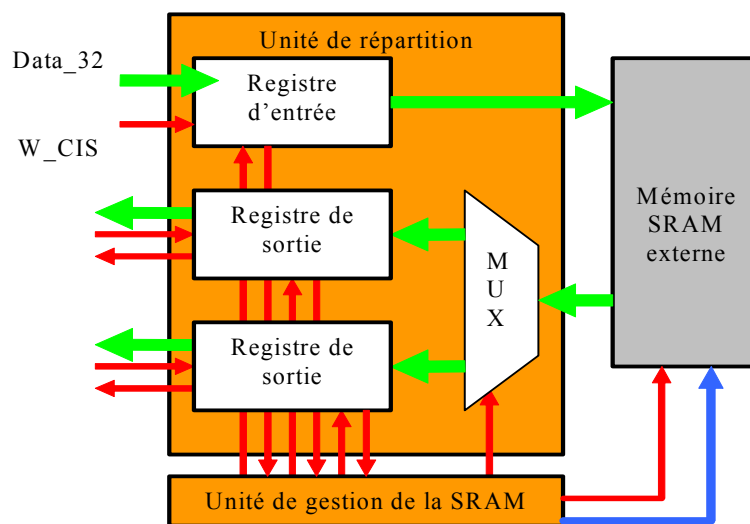 Unité de répartition
Data_32
Registre
d'entrée
W_CIS
Mémoire
SRAM
externe
Registre de
sortie
M
U
X
Registre de
sortie
Unité de gestion de la SRAM